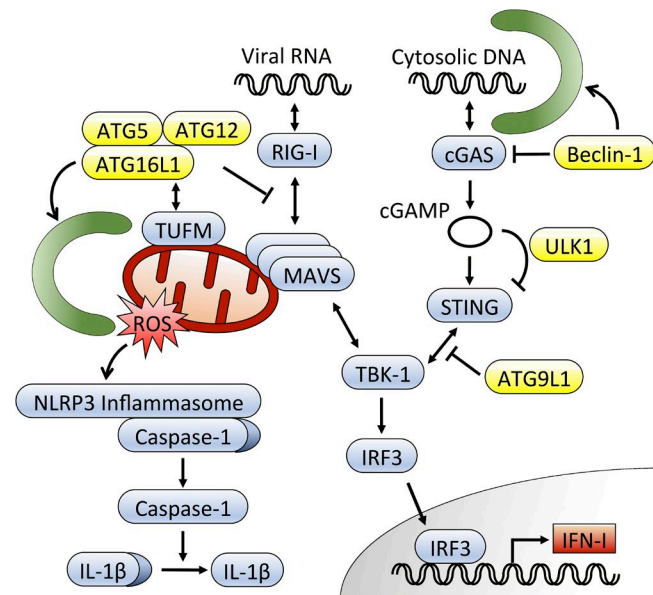 Viral RNA
Cytosolic DNA
ATG5
ATG12
ATG16L1
RIG-I
cGAS
Beclin-1
cGAMP
TUFM
MAVS
ULK1
ROS
STING
TBK-1
ATG9L1
NLRP3 Inflammasome
Caspase-1
IRF3
Caspase-1
IRF3
IFN-I
IL-1β
IL-1β